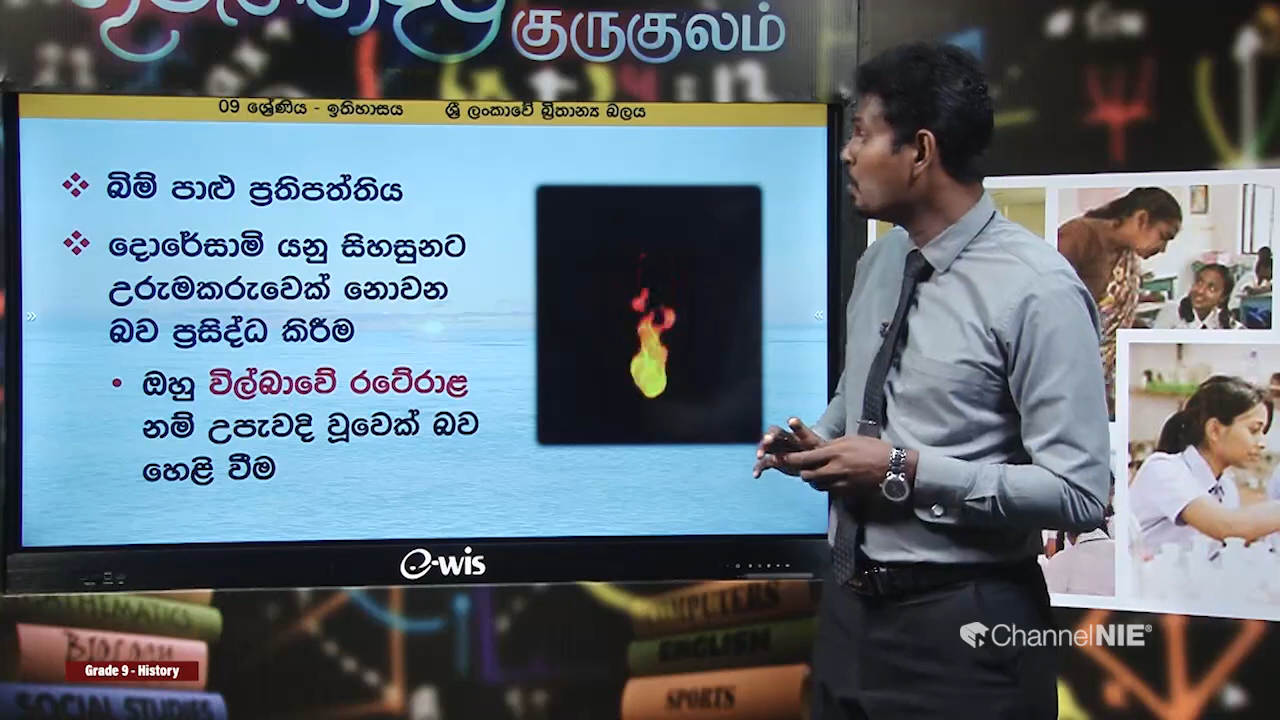 குருகுலம்
09 ශ්‍රේණිය - ඉතිහාසය ශ්‍රී ලංකාවේ බ්‍රිතාන්‍ය බලය
බිම් පාළු ප්‍රතිපත්තිය
දොරේසාමි යනු සිහසුනට
උරුමකරුවෙක් නොවන
බව ප්‍රසිද්ධ කිරීම
• ඔහු විල්බාවේ රටේරාළ
නම් උපැවිදි වූවෙක් බව
හෙළි වීම
e-wis
MATHEMATICS
BIOLOGY
SOCIAL STUDIES
COMPUTERS
ENGLISH
SPORTS
Grade 9 - History
ChannelNIE®